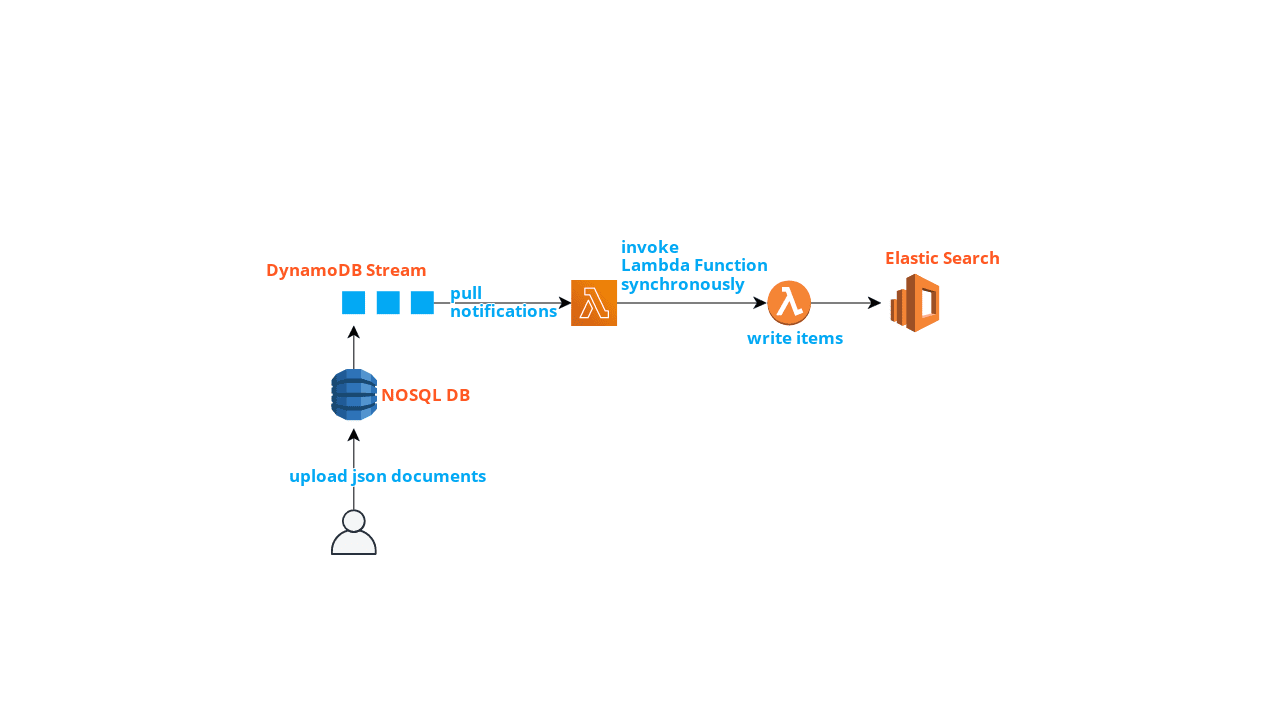 invoke
Lambda Function
synchronously
Elastic Search
DynamoDB Stream
pull
notifications
write items
NOSQL DB
upload json documents